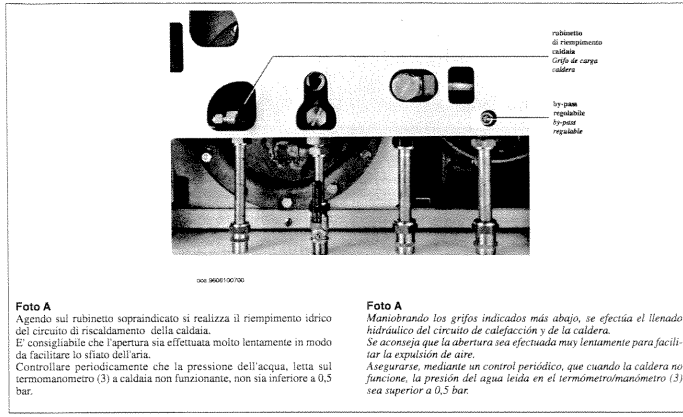 rubinetto
di riempimento
caldaia
Grifo de carga
caldera
by-pass
regolabile
by-pass
regulable
9608100700
Foto A
Agendo sul rubinetto sopraindicato si realizza il riempimento idrico
del circuito di riscaldamento della caldaia.
E' consigliabile che l'apertura sia effettuata molto lentamente in modo
da facilitare lo sfiato dell'aria.
Controllare periodicamente che la pressione dell'acqua, letta sul
termomanometro (3) a caldaia non funzionante, non sia inferiore a 0,5
bar.
Foto A
Maniobrando los grifos indicados más abajo, se efectúa el llenado
hidráulico del circuito de calefacción y de la caldera.
Se aconseja que la abertura sea efectuada muy lentamente para facili-
tar la expulsión de aire.
Asegurarse, mediante un control periódico, que cuando la caldera no
funcione, la presión del agua leida en el termómetro/manómetro (3)
sea superior a 0,5 bar.